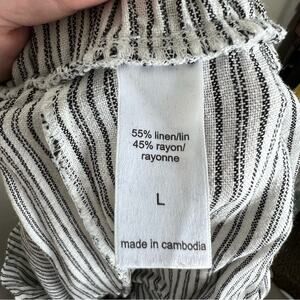 55% linen/lin
45% rayon/
rayonne
L
made in cambodia